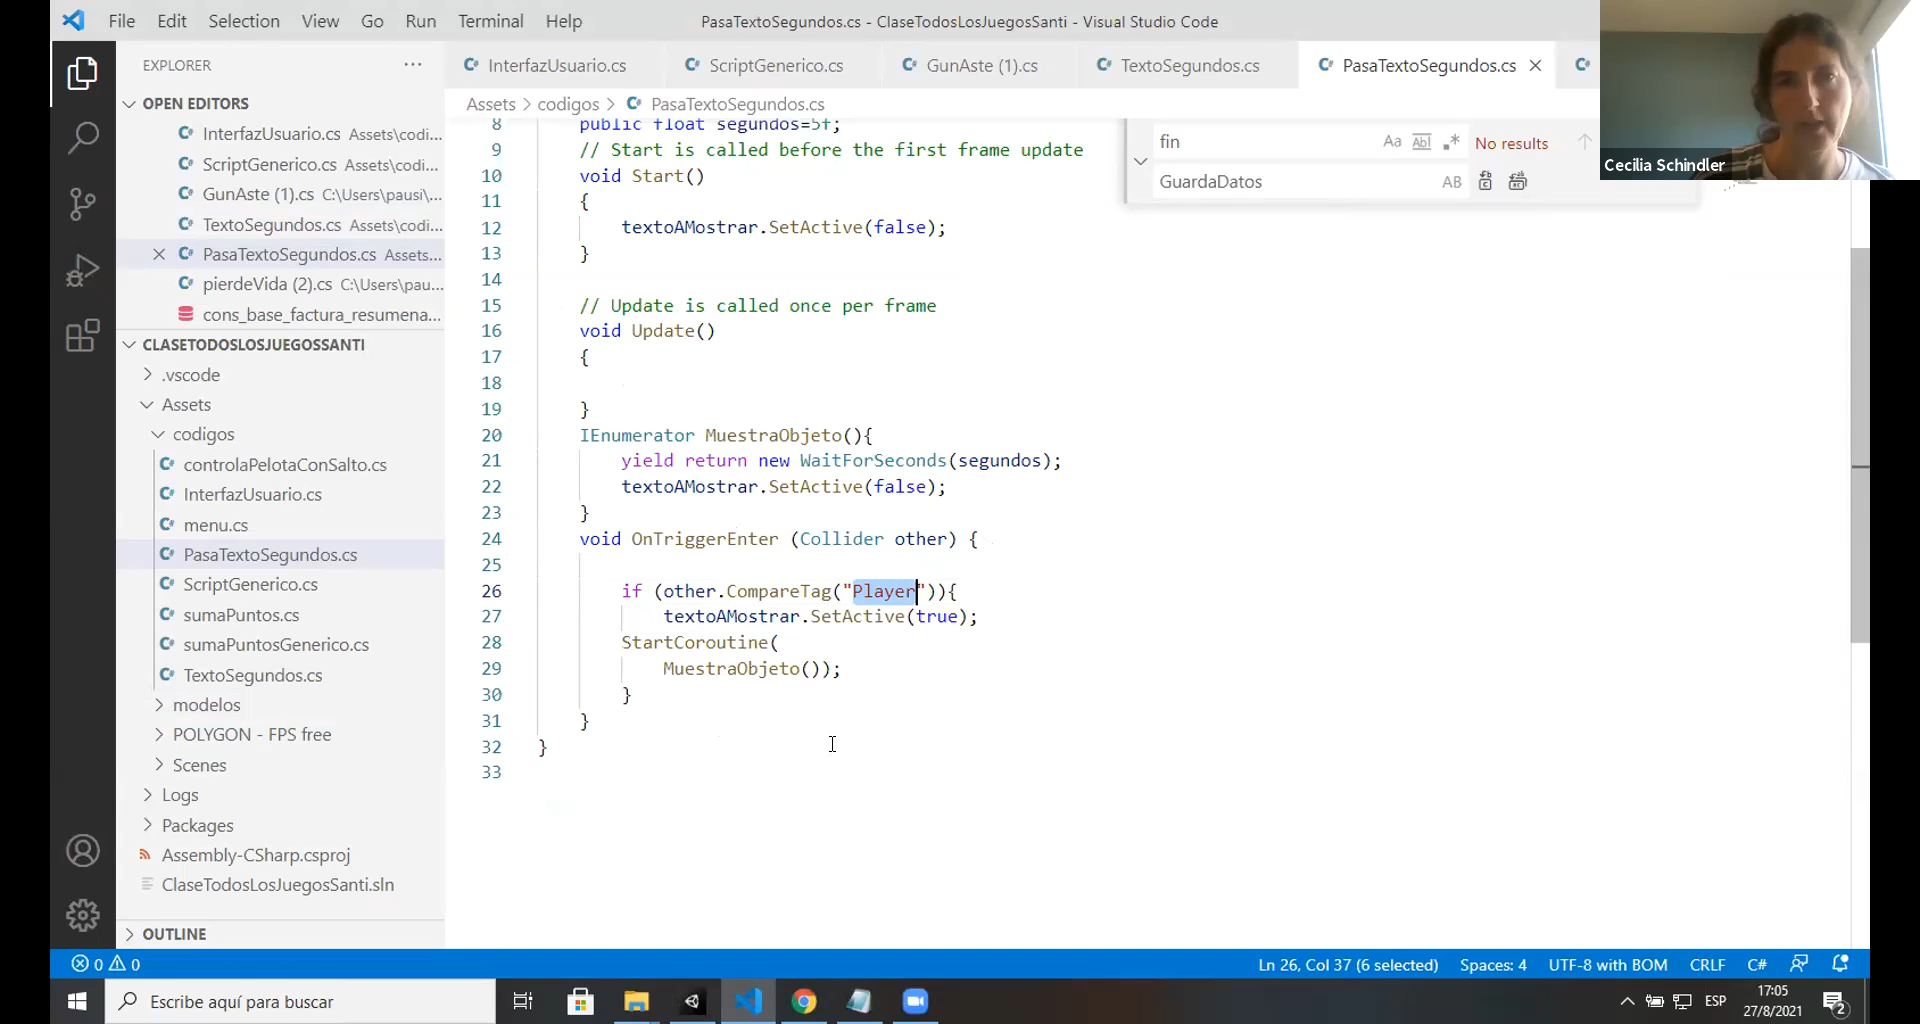 File Edit Selection View Go Run Terminal Help PasaTextoSegundos.cs - ClaseTodosLosJuegosSanti - Visual Studio Code
EXPLORER ···
InterfazUsuario.cs ScriptGenerico.cs GunAste (1).cs TextoSegundos.cs PasaTextoSegundos.cs
Assets > codigos > PasaTextoSegundos.cs
OPEN EDITORS
InterfazUsuario.cs Assets\codi...
ScriptGenerico.cs Assets\codi...
GunAste (1).cs C:\Users\pausi\...
TextoSegundos.cs Assets\codi...
PasaTextoSegundos.cs Assets...
pierdeVida (2).cs C:\Users\pau...
cons_base_factura_resumena...
CLASETODOSLOSJUEGOSSANTI
.vscode
Assets
codigos
controlaPelotaConSalto.cs
InterfazUsuario.cs
menu.cs
PasaTextoSegundos.cs
ScriptGenerico.cs
sumaPuntos.cs
sumaPuntosGenerico.cs
TextoSegundos.cs
modelos
POLYGON - FPS free
Scenes
Logs
Packages
Assembly-CSharp.csproj
ClaseTodosLosJuegosSanti.sln
OUTLINE
8 public float segundos=5f;
9 // Start is called before the first frame update
10 void Start()
11 {
12 textoAMostrar.SetActive(false);
13 }
14
15 // Update is called once per frame
16 void Update()
17 {
18
19 }
20 IEnumerator MuestraObjeto(){
21 yield return new WaitForSeconds(segundos);
22 textoAMostrar.SetActive(false);
23 }
24 void OnTriggerEnter (Collider other) {
25
26 if (other.CompareTag("Player")){
27 textoAMostrar.SetActive(true);
28 StartCoroutine(
29 MuestraObjeto());
30 }
31 }
32 }
33
fin Aa Abl .* No results
GuardaDatos AB
Cecilia Schindler
0 0 Ln 26, Col 37 (6 selected) Spaces: 4 UTF-8 with BOM CRLF C#
Escribe aquí para buscar
ESP
17:05
27/8/2021
2